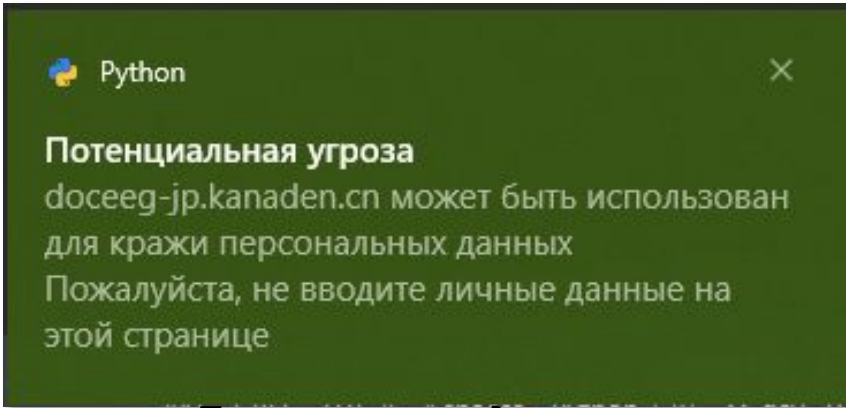 Python
Потенциальная угроза
doceeg-jp.kanaden.cn может быть использован
для кражи персональных данных
Пожалуйста, не вводите личные данные на
этой странице